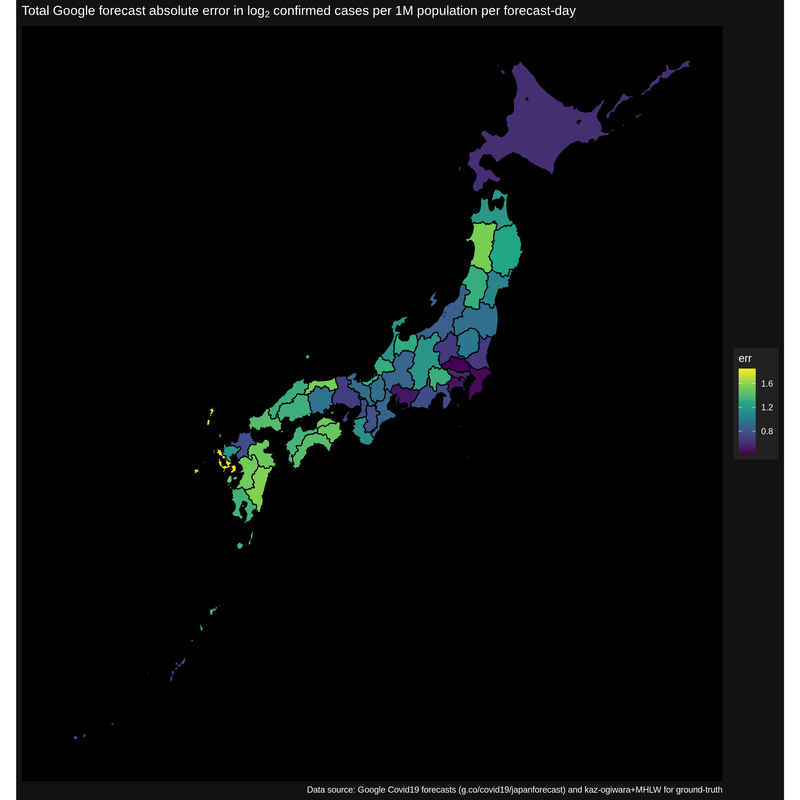 Total Google forecast absolute error in log₂ confirmed cases per 1M population per forecast-day
err
1.6
1.2
0.8
Data source: Google Covid19 forecasts (g.co/covid19/japanforecast) and kaz-ogiwara+MHLW for ground-truth